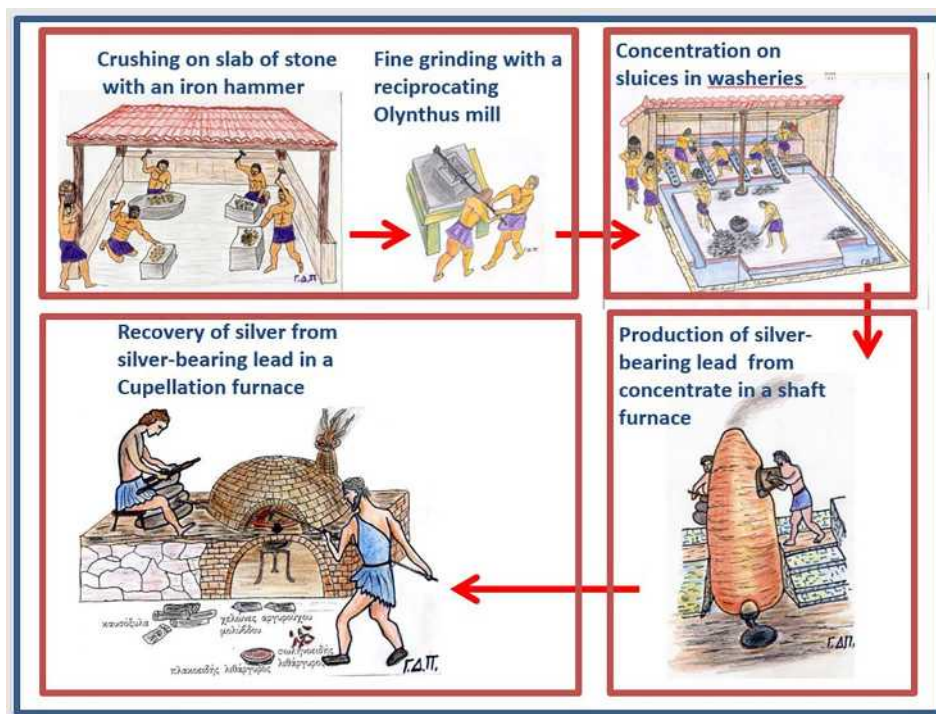 Crushing on slab of stone
with an iron hammer
Fine grinding with a
reciprocating
Olynthus mill
Concentration on
sluices in washeries
Γ.Δ.Π.
Γ.Δ.Π.
Recovery of silver from
silver-bearing lead in a
Cupellation furnace
Production of silver-
bearing lead from
concentrate in a shaft
furnace
καυσόξυλα
χελώνες αργυρούχου
μολύβδου
σωληνοειδής
λιθάργυρος
πλακοειδής λιθάργυρος
Γ.Δ.Π.
Γ.Δ.Π.